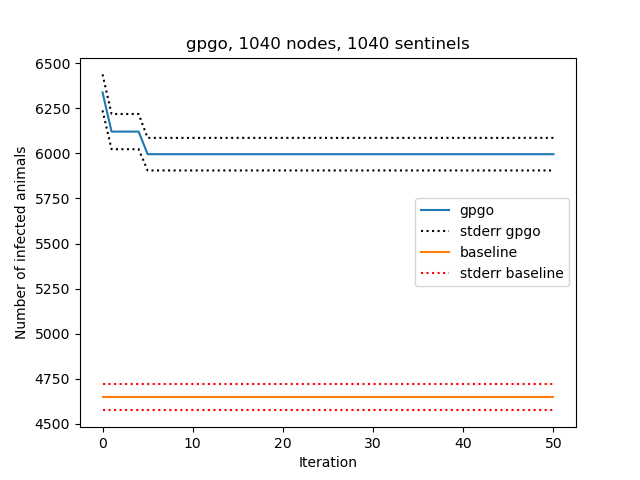 gpgo, 1040 nodes, 1040 sentinels
6500
6250
6000
5750
5500
5250
5000
4750
4500
Number of infected animals
gpgo
stderr gpgo
baseline
stderr baseline
0
10
20
30
40
50
Iteration